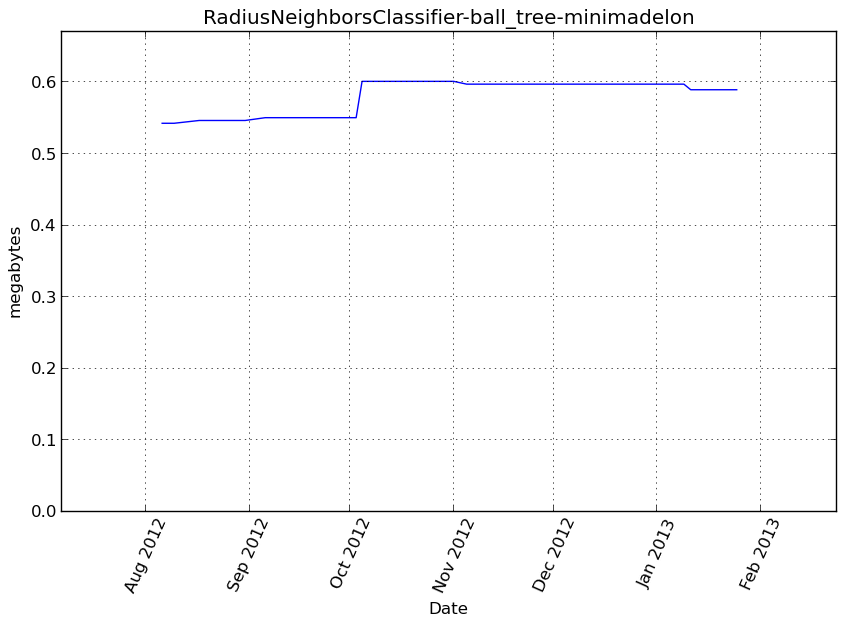 RadiusNeighborsClassifier-ball_tree-minimadelon
0.6
0.5
0.4
0.3
0.2
0.1
0.0
megabytes
Aug 2012
Sep 2012
Oct 2012
Nov 2012
Dec 2012
Jan 2013
Feb 2013
Date